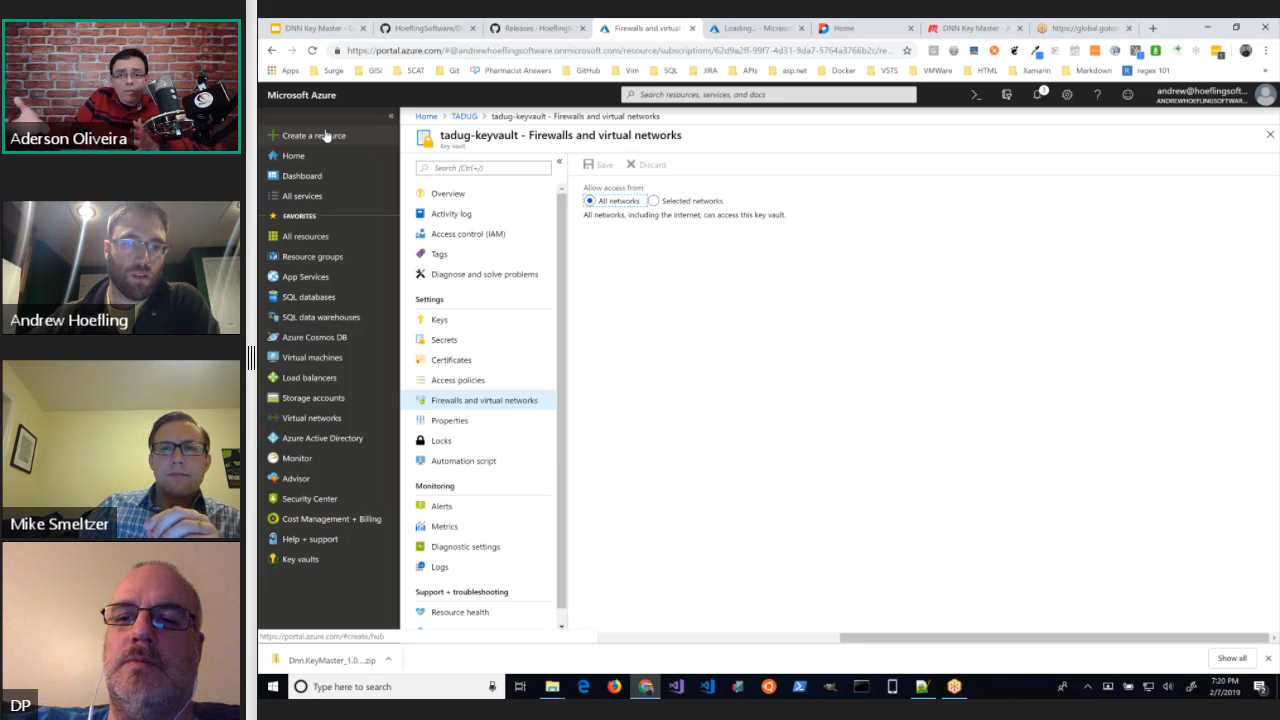 Aderson Oliveira
Andrew Hoefling
Mike Smeltzer
DP
DNN Key Master - G
HoeflingSoftware/D
Releases - HoeflingS
Firewalls and virtual
Loading... - Microso
Home
DNN Key Master -
https://global.goto
https://portal.azure.com/#@andrewhoeflingsoftware.onmicrosoft.com/resource/subscriptions/62d9a2ff-99f7-4d31-9da7-5764a3766b2c/re...
Apps
Surge
GiSi
SCAT
Git
Pharmacist Answers
GitHub
Vim
SQL
JIRA
APIs
asp.net
Docker
VSTS
VMWare
HTML
Xamarin
Markdown
regex 101
Microsoft Azure
Search resources, services, and docs
andrew@hoeflingsoft...
ANDREWHOEFLINGSOFTWAR...
Create a resource
Home
Dashboard
All services
FAVORITES
All resources
Resource groups
App Services
SQL databases
SQL data warehouses
Azure Cosmos DB
Virtual machines
Load balancers
Storage accounts
Virtual networks
Azure Active Directory
Monitor
Advisor
Security Center
Cost Management + Billing
Help + support
Key vaults
https://portal.azure.com/#create/hub
Home > TADUG > tadug-keyvault - Firewalls and virtual networks
tadug-keyvault - Firewalls and virtual networks
Key vault
Search (Ctrl+/)
Overview
Activity log
Access control (IAM)
Tags
Diagnose and solve problems
Settings
Keys
Secrets
Certificates
Access policies
Firewalls and virtual networks
Properties
Locks
Automation script
Monitoring
Alerts
Metrics
Diagnostic settings
Logs
Support + troubleshooting
Resource health
Save
Discard
Allow access from:
All networks
Selected networks
All networks, including the internet, can access this key vault.
Dnn.KeyMaster_1.0....zip
Show all
Type here to search
7:20 PM
2/7/2019